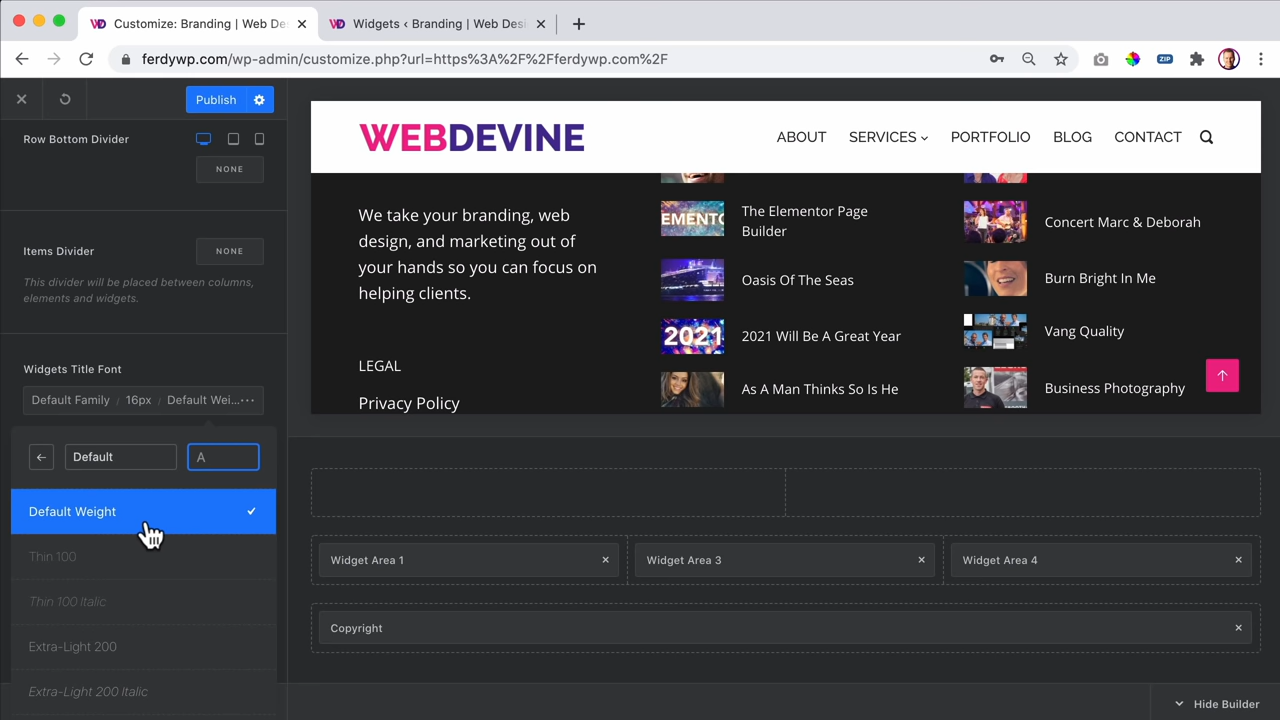 Customize: Branding | Web De
Widgets ‹ Branding | Web Des
ferdywp.com/wp-admin/customize.php?url=https%3A%2F%2Fferdywp.com%2F
ZIP
Publish
Row Bottom Divider
NONE
Items Divider
NONE
This divider will be placed between columns,
elements and widgets.
Widgets Title Font
Default Family / 16px / Default Wei...
Default
A
Default Weight
Thin 100
Thin 100 Italic
Extra-Light 200
Extra-Light 200 Italic
WEBDEVINE
ABOUT SERVICES PORTFOLIO BLOG CONTACT
We take your branding, web
design, and marketing out of
your hands so you can focus on
helping clients.
LEGAL
Privacy Policy
EMENTO
The Elementor Page
Builder
Oasis Of The Seas
2021
2021 Will Be A Great Year
As A Man Thinks So Is He
Concert Marc & Deborah
Burn Bright In Me
Vang Quality
Business Photography
Widget Area 1
Widget Area 3
Widget Area 4
Copyright
Hide Builder